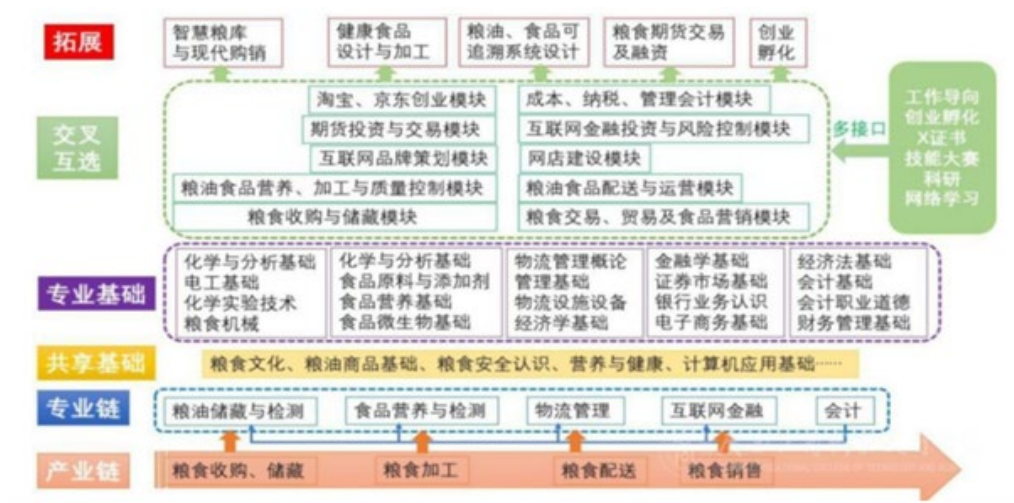 拓展
智慧粮库
与现代购销
健康食品
设计与加工
粮油、食品可
追溯系统设计
粮食期货交易
及融资
创业
孵化
交叉
互选
淘宝、京东创业模块
成本、纳税、管理会计模块
期货投资与交易模块
互联网金融投资与风险控制模块
互联网品牌策划模块
网店建设模块
粮油食品营养、加工与质量控制模块
粮油食品配送与运营模块
粮食收购与储藏模块
粮食交易、贸易及食品营销模块
多接口
工作导向
创业孵化
X证书
技能大赛
科研
网络学习
专业基础
化学与分析基础
电工基础
化学实验技术
粮食机械
化学与分析基础
食品原料与添加剂
食品营养基础
食品微生物基础
物流管理概论
管理基础
物流设施设备
经济学基础
金融学基础
证券市场基础
银行业务认识
电子商务基础
经济法基础
会计基础
会计职业道德
财务管理基础
共享基础
粮食文化、粮油商品基础、粮食安全认识、营养与健康、计算机应用基础……
专业链
粮油储藏与检测
食品营养与检测
物流管理
互联网金融
会计
产业链
粮食收购、储藏
粮食加工
粮食配送
粮食销售